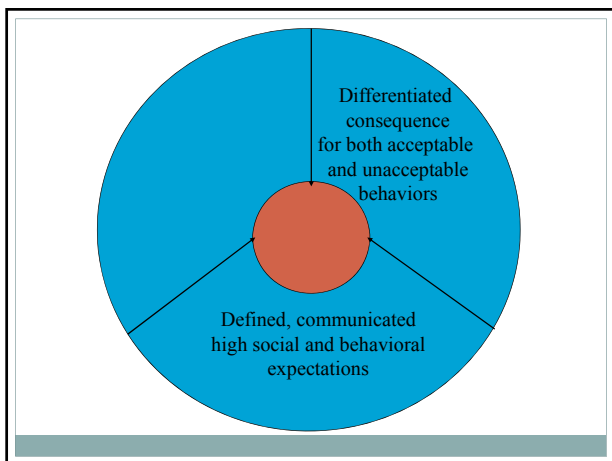 Differentiated
consequence
for both acceptable
and unacceptable
behaviors
Defined, communicated
high social and behavioral
expectations